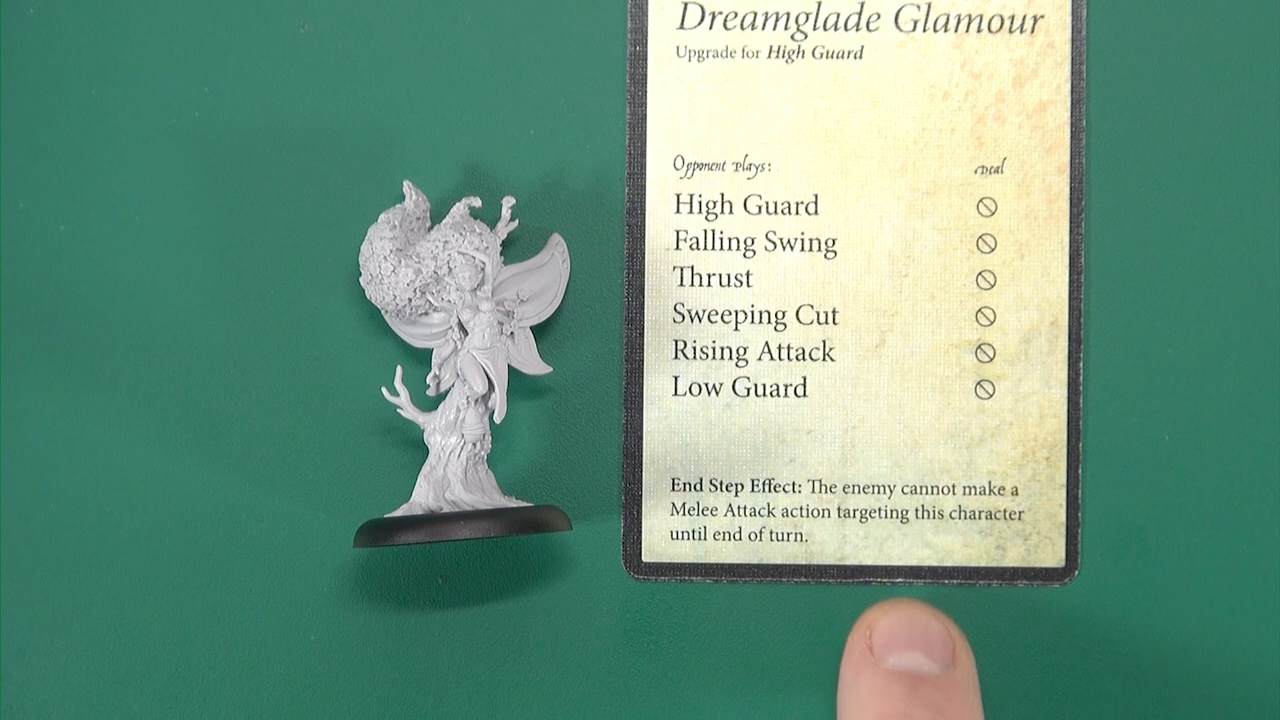 Dreamglade Glamour
Upgrade for High Guard
Opponent Plays: Deal
High Guard
Falling Swing
Thrust
Sweeping Cut
Rising Attack
Low Guard
End Step Effect: The enemy cannot make a
Melee Attack action targeting this character
until end of turn.